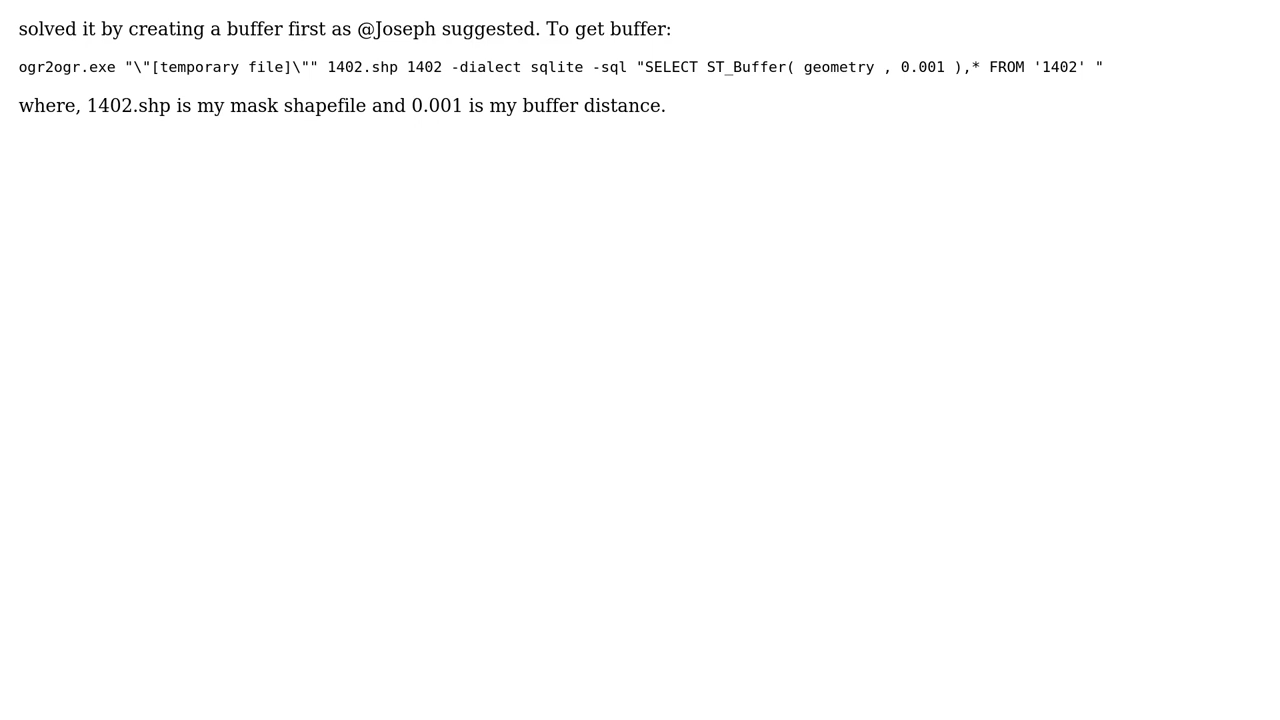 solved it by creating a buffer first as @Joseph suggested. To get buffer:
ogr2ogr.exe "\"[temporary file]\"" 1402.shp 1402 -dialect sqlite -sql "SELECT ST_Buffer( geometry , 0.001 ),* FROM '1402' "
where, 1402.shp is my mask shapefile and 0.001 is my buffer distance.